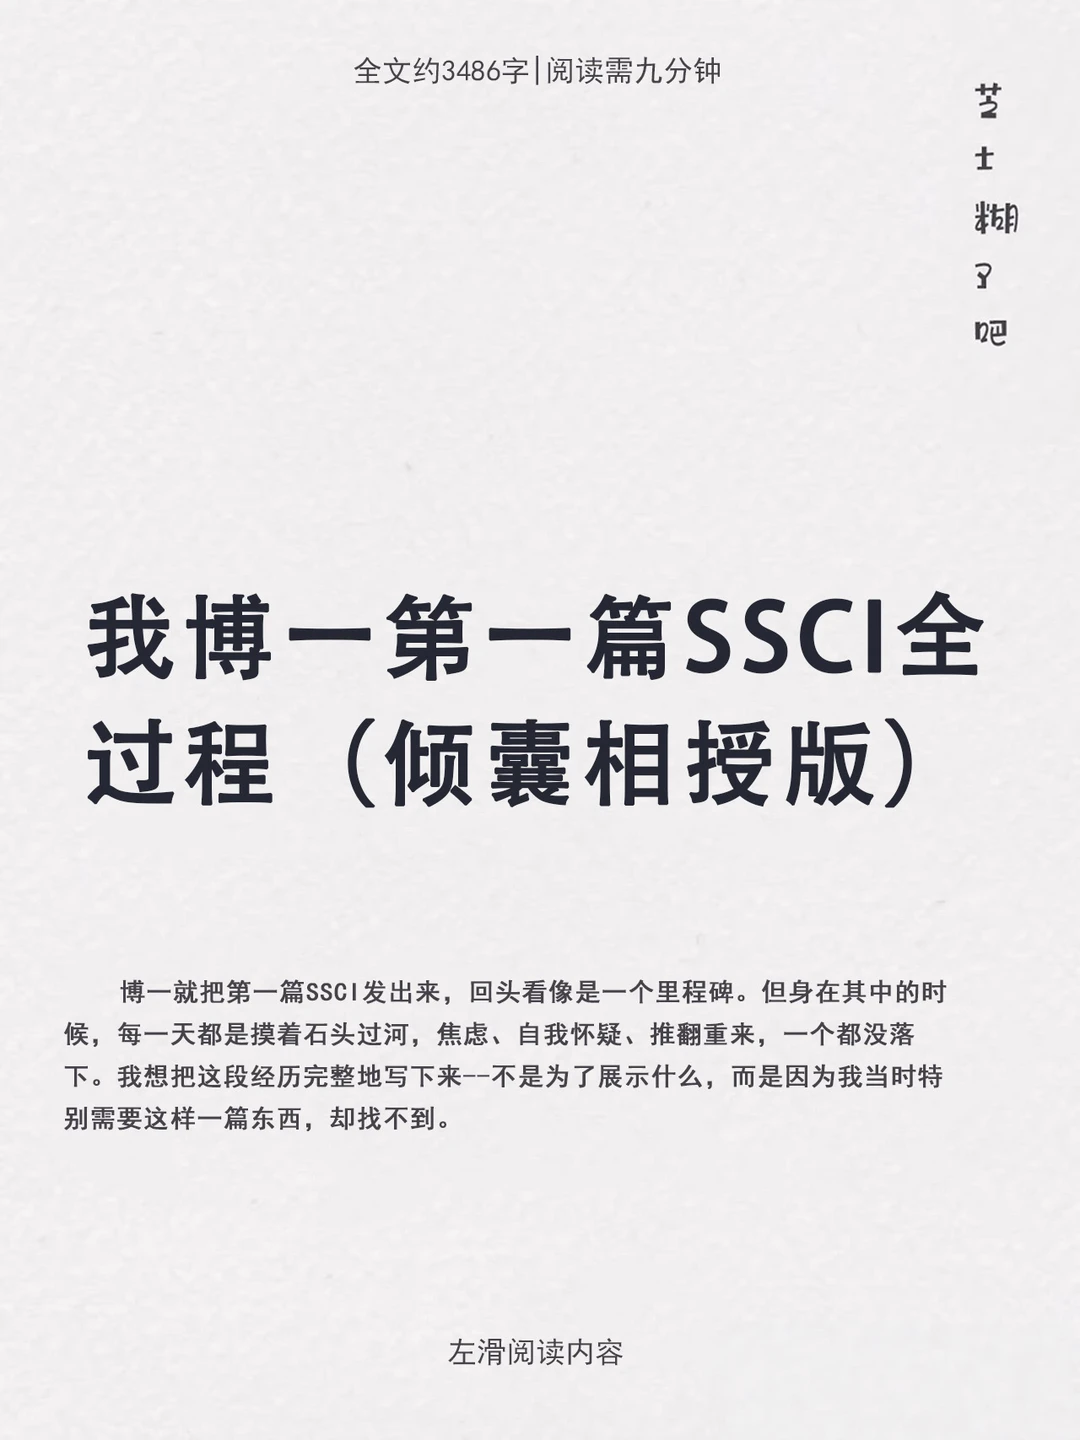 全文约3486字|阅读需九分钟
芝士糊了吧
我博一第一篇SSCI全
过程（倾囊相授版）
博一就把第一篇SSCI发出来，回头看像是一个里程碑。但身在其中的时
候，每一天都是摸着石头过河，焦虑、自我怀疑、推翻重来，一个都没落
下。我想把这段经历完整地写下来--不是为了展示什么，而是因为我当时特
别需要这样一篇东西，却找不到。
左滑阅读内容